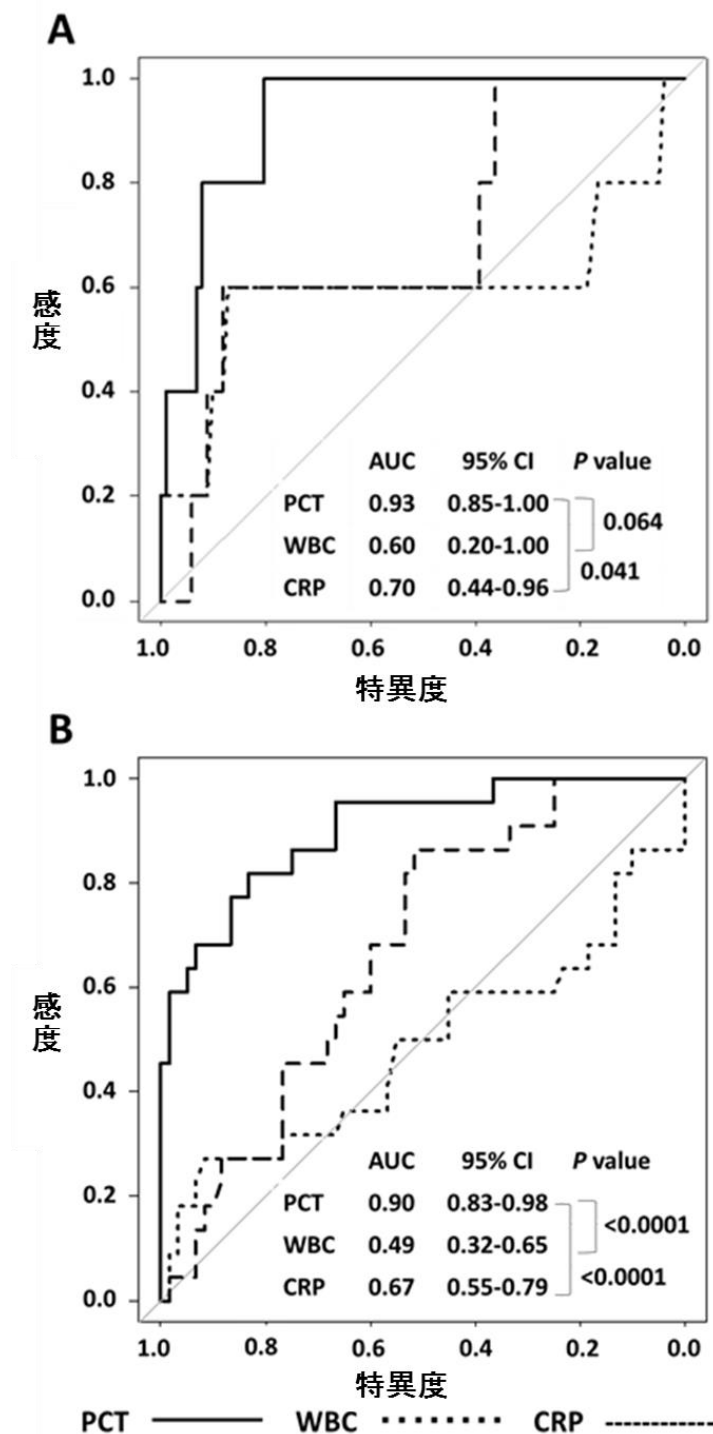 A
1.0
0.8
0.6
0.4
0.2
0.0
感度
AUC 95% CI P value
PCT 0.93 0.85-1.00
0.064
WBC 0.60 0.20-1.00
0.041
CRP 0.70 0.44-0.96
1.0 0.8 0.6 0.4 0.2 0.0
特異度
B
1.0
0.8
0.6
0.4
0.2
0.0
感度
AUC 95% CI P value
PCT 0.90 0.83-0.98
<0.0001
WBC 0.49 0.32-0.65
<0.0001
CRP 0.67 0.55-0.79
1.0 0.8 0.6 0.4 0.2 0.0
特異度
PCT WBC CRP